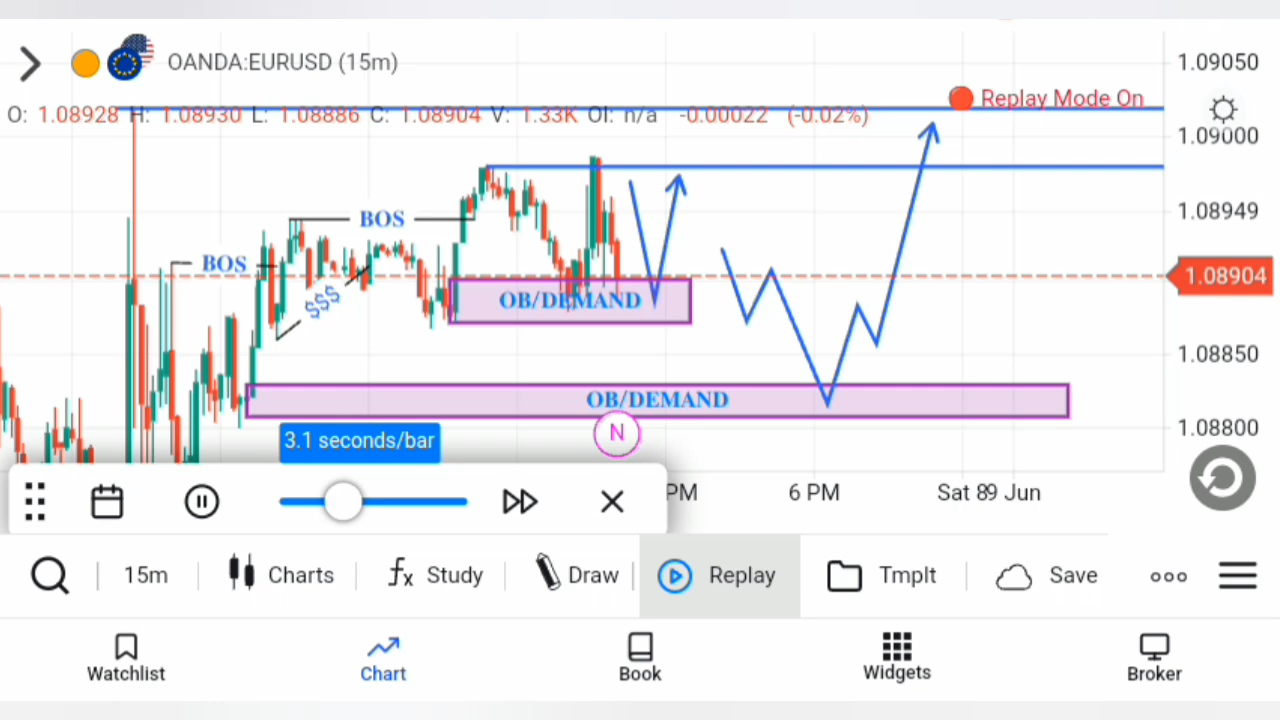 OANDA:EURUSD (15m)
1.09050
Replay Mode On
O: 1.08928 H: 1.08930 L: 1.08886 C: 1.08904 V: 1.33K OI: n/a -0.00022 (-0.02%)
1.09000
BOS
1.08949
BOS
1.08904
$$$
OB/DEMAND
1.08850
OB/DEMAND
1.08800
N
3.1 seconds/bar
PM
6 PM
Sat 89 Jun
15m
Charts
fx Study
Draw
Replay
Tmplt
Save
Watchlist
Chart
Book
Widgets
Broker